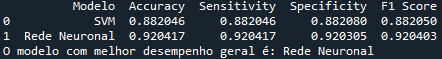 Modelo Accuracy Sensitivity Specificity F1 Score
0 SVM 0.882046 0.882046 0.882080 0.882050
1 Rede Neuronal 0.920417 0.920417 0.920305 0.920403
O modelo com melhor desempenho geral é: Rede Neuronal